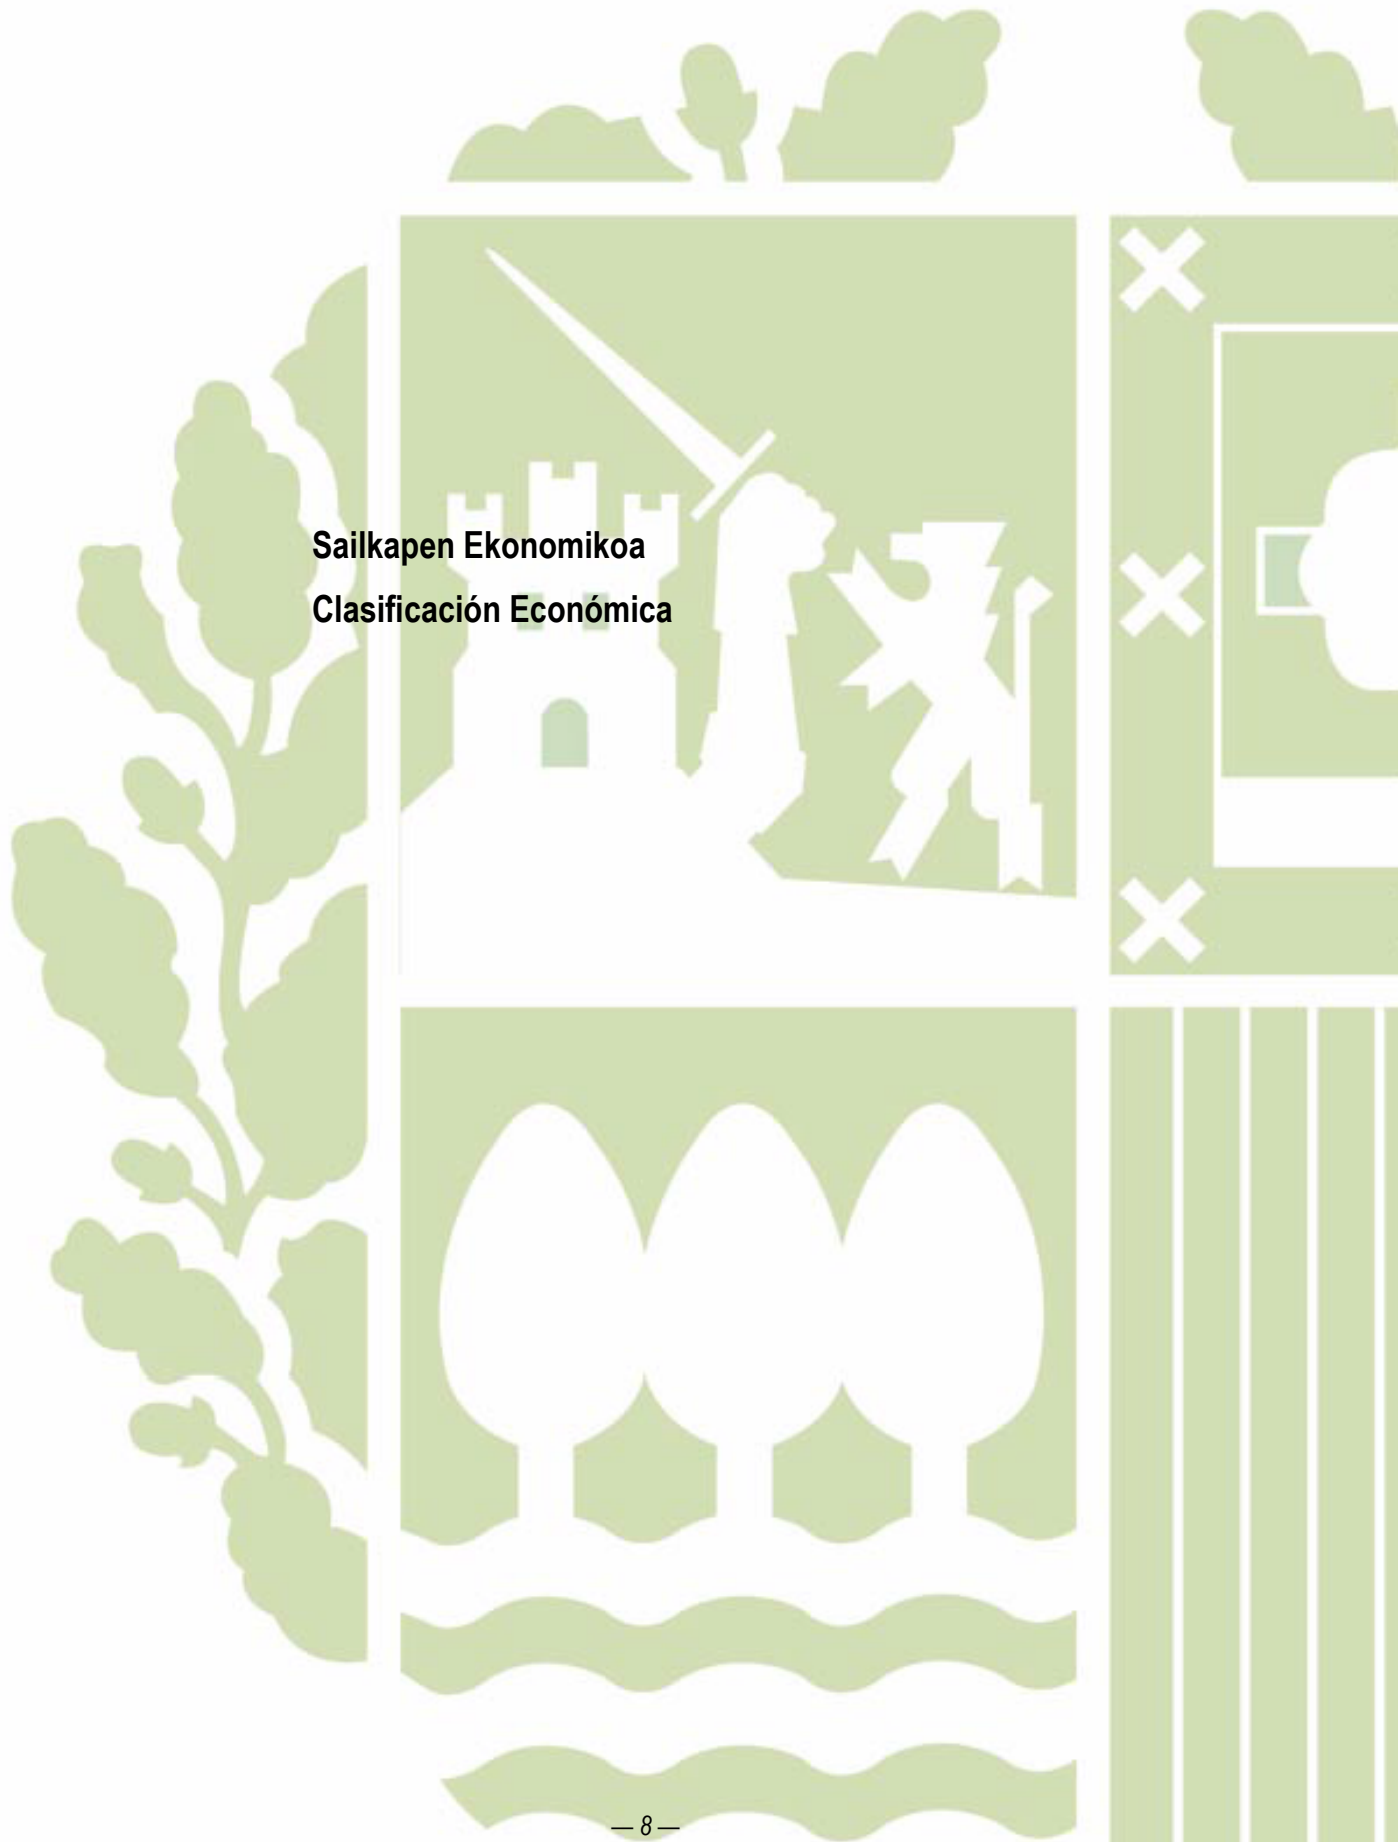 Sailkapen Ekonomikoa
Clasificación Económica
— 8 —